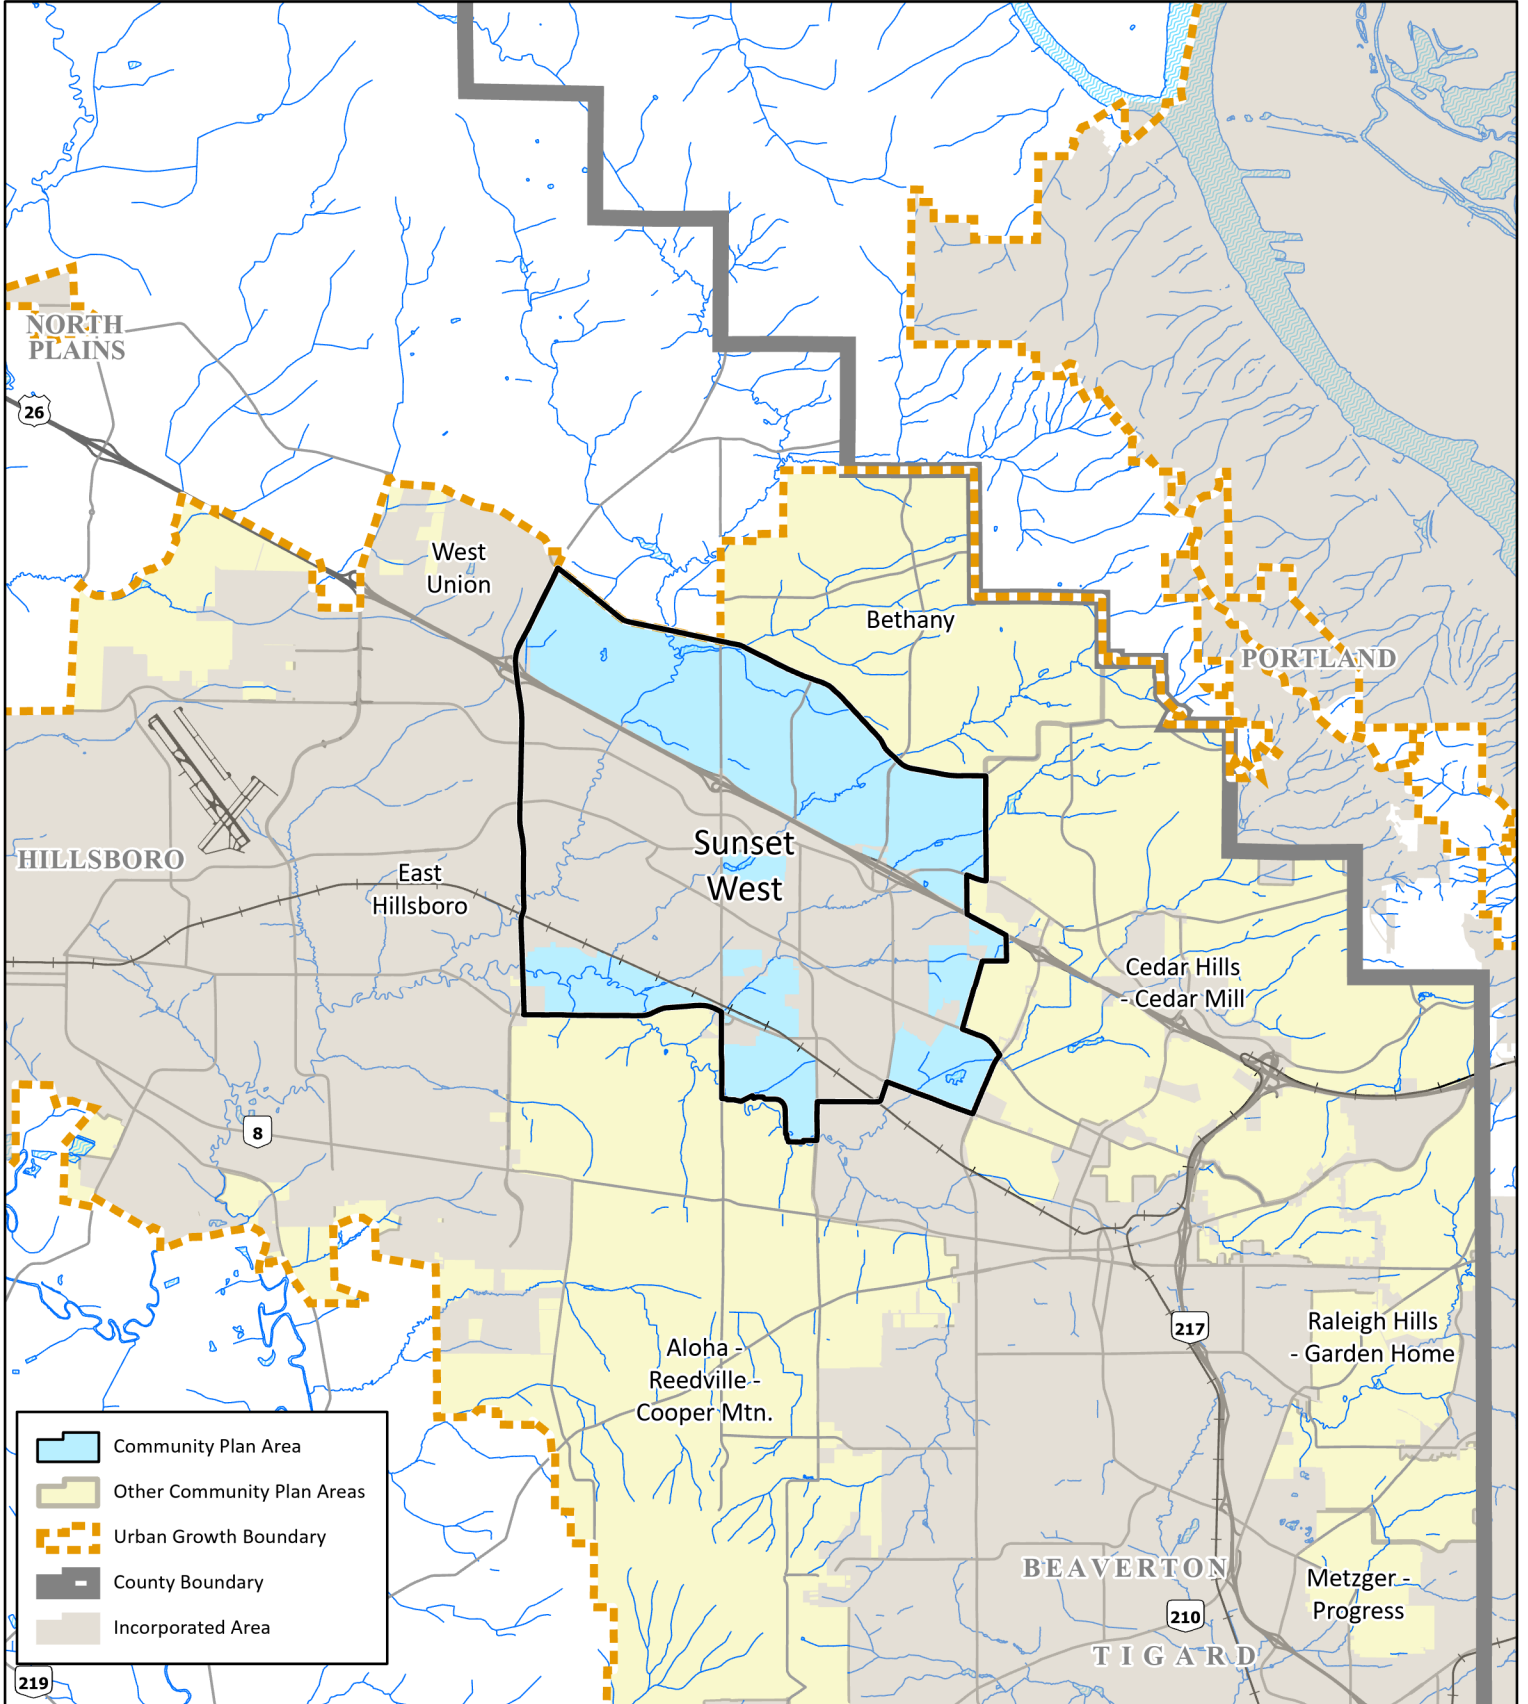 NORTH
PLAINS
26
West
Union
Bethany
PORTLAND
Sunset
West
HILLSBORO
East
Hillsboro
Cedar Hills
- Cedar Mill
8
217
Raleigh Hills
- Garden Home
Aloha -
Reedville -
Cooper Mtn.
Community Plan Area
Other Community Plan Areas
Urban Growth Boundary
County Boundary
Incorporated Area
BEAVERTON
Metzger -
Progress
210
TIGARD
219